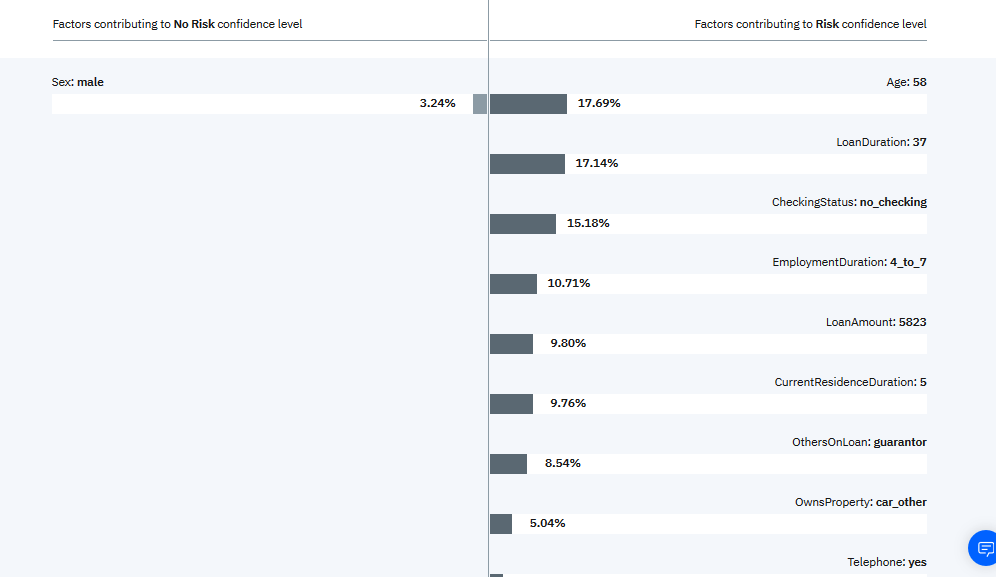 Factors contributing to No Risk confidence level
Factors contributing to Risk confidence level
Sex: male
Age: 58
3.24%
17.69%
LoanDuration: 37
17.14%
CheckingStatus: no_checking
15.18%
EmploymentDuration: 4_to_7
10.71%
LoanAmount: 5823
9.80%
CurrentResidenceDuration: 5
9.76%
OthersOnLoan: guarantor
8.54%
OwnsProperty: car_other
5.04%
Telephone: yes